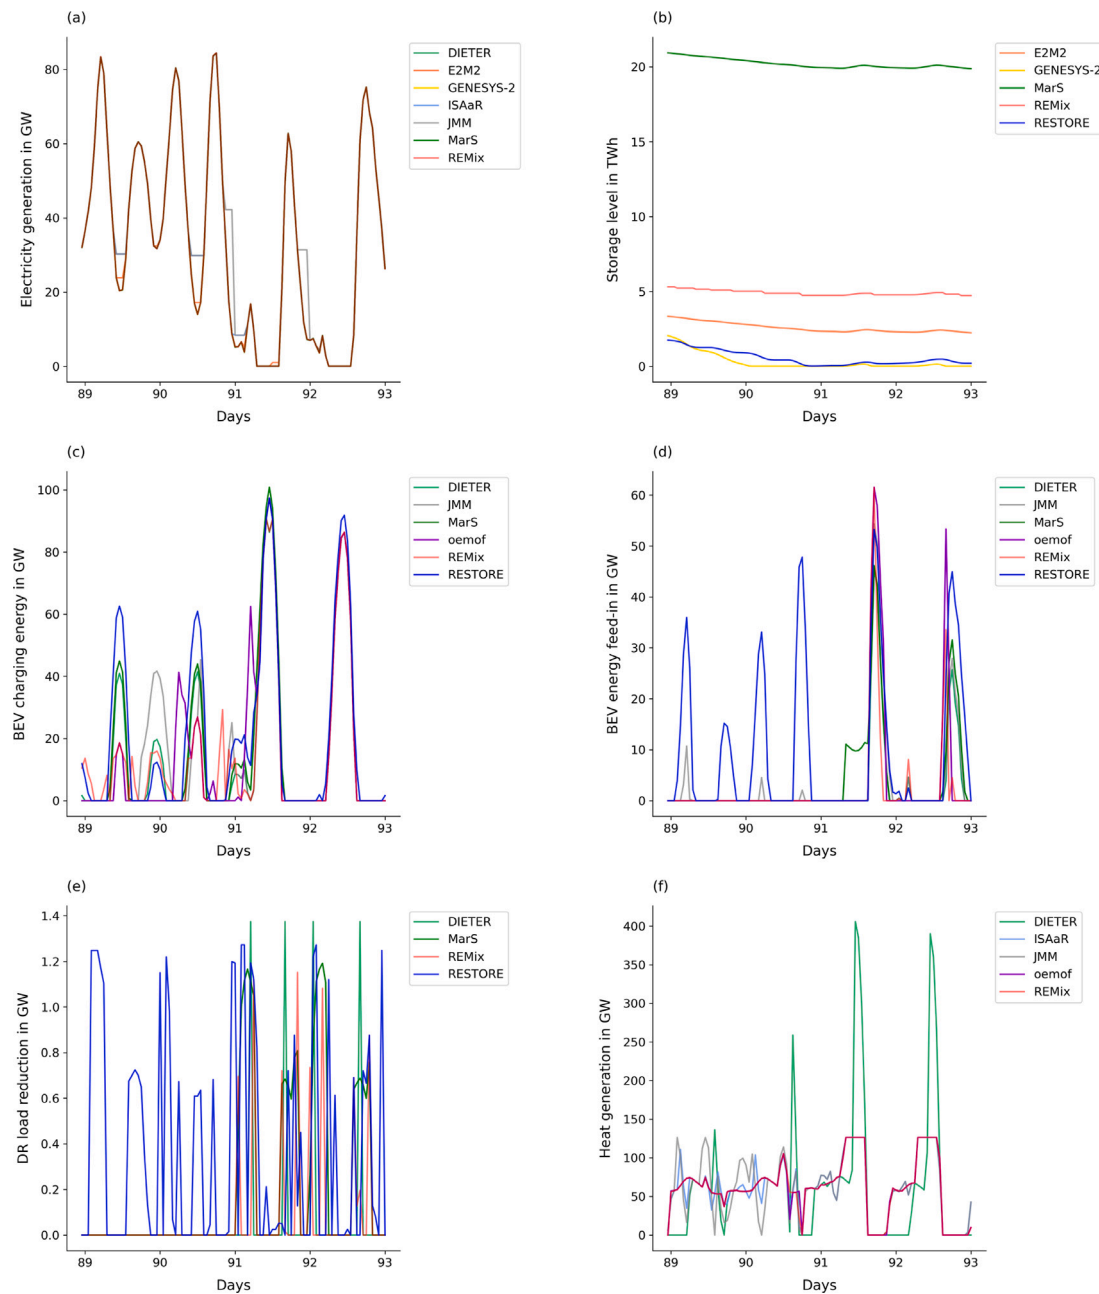 (a)
Electricity generation in GW
80
60
40
20
0
89 90 91 92 93
Days
DIETER
E2M2
GENESYS-2
ISAaR
JMM
MarS
REMix
(b)
Storage level in TWh
20
15
10
5
0
89 90 91 92 93
Days
E2M2
GENESYS-2
MarS
REMix
RESTORE
(c)
BEV charging energy in GW
100
80
60
40
20
0
89 90 91 92 93
Days
DIETER
JMM
MarS
oemof
REMix
RESTORE
(d)
BEV energy feed-in in GW
60
50
40
30
20
10
0
89 90 91 92 93
Days
DIETER
JMM
MarS
oemof
REMix
RESTORE
(e)
DR load reduction in GW
1.4
1.2
1.0
0.8
0.6
0.4
0.2
0.0
89 90 91 92 93
Days
DIETER
MarS
REMix
RESTORE
(f)
Heat generation in GW
400
350
300
250
200
150
100
50
0
89 90 91 92 93
Days
DIETER
ISAaR
JMM
oemof
REMix